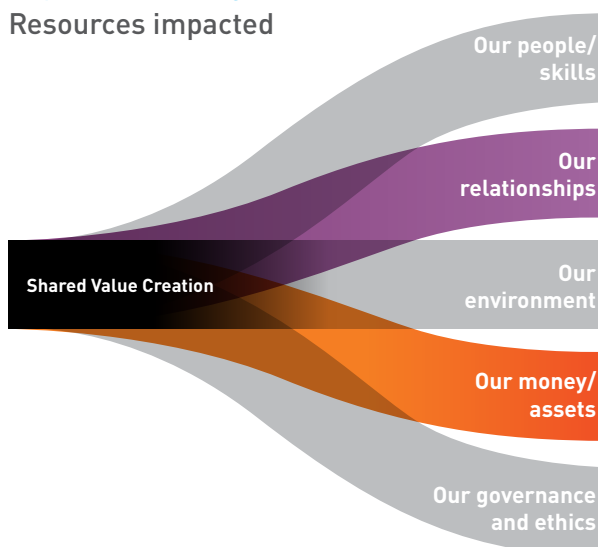 Resources impacted
Our people/
skills
Our
relationships
Shared Value Creation
Our
environment
Our money/
assets
Our governance
and ethics